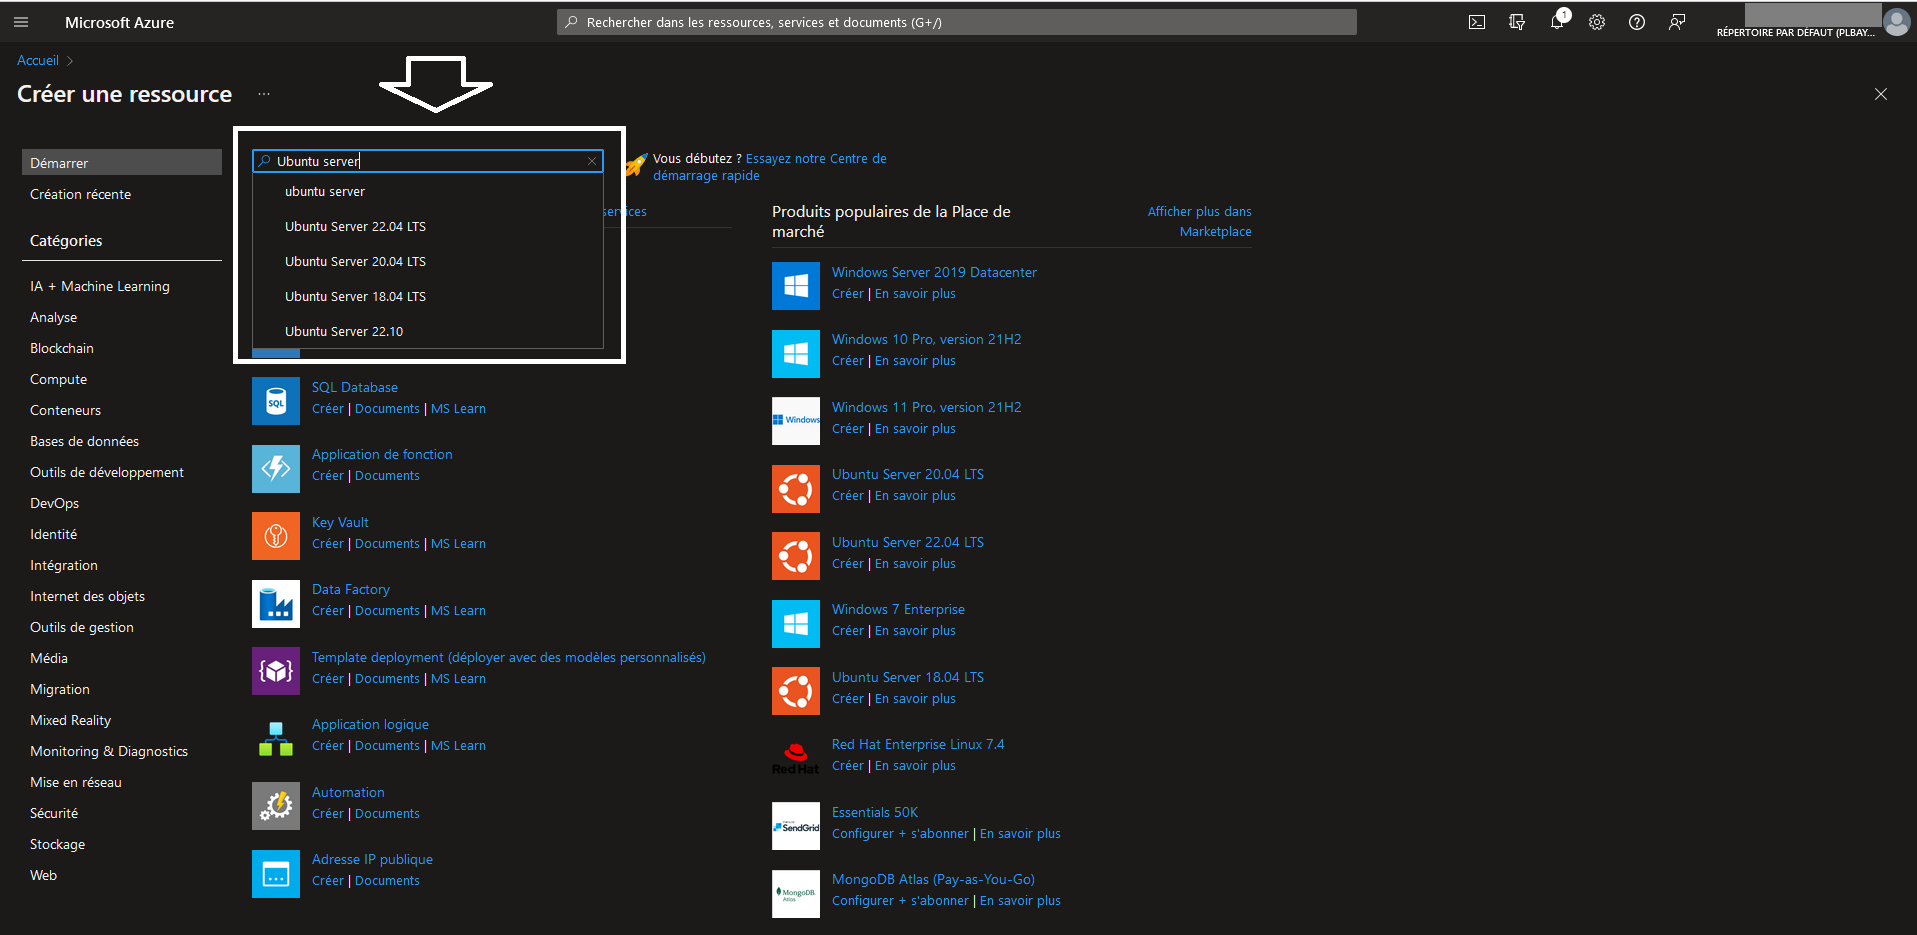 Microsoft Azure
Rechercher dans les ressources, services et documents (G+/)
1
RÉPERTOIRE PAR DÉFAUT (PLBAY...
Accueil
Créer une ressource
...
Démarrer
Création récente
Catégories
IA + Machine Learning
Analyse
Blockchain
Compute
Conteneurs
Bases de données
Outils de développement
DevOps
Identité
Intégration
Internet des objets
Outils de gestion
Média
Migration
Mixed Reality
Monitoring & Diagnostics
Mise en réseau
Sécurité
Stockage
Web
Ubuntu server
ubuntu server
Ubuntu Server 22.04 LTS
Ubuntu Server 20.04 LTS
Ubuntu Server 18.04 LTS
Ubuntu Server 22.10
Vous débutez ? Essayez notre Centre de
démarrage rapide
services
SQL
SQL Database
Créer | Documents | MS Learn
Application de fonction
Créer | Documents
Key Vault
Créer | Documents | MS Learn
Data Factory
Créer | Documents | MS Learn
Template deployment (déployer avec des modèles personnalisés)
Créer | Documents | MS Learn
Application logique
Créer | Documents | MS Learn
Automation
Créer | Documents
Adresse IP publique
Créer | Documents
Produits populaires de la Place de
marché
Afficher plus dans
Marketplace
Windows Server 2019 Datacenter
Créer | En savoir plus
Windows 10 Pro, version 21H2
Créer | En savoir plus
Windows
Windows 11 Pro, version 21H2
Créer | En savoir plus
Ubuntu Server 20.04 LTS
Créer | En savoir plus
Ubuntu Server 22.04 LTS
Créer | En savoir plus
Windows 7 Enterprise
Créer | En savoir plus
Ubuntu Server 18.04 LTS
Créer | En savoir plus
Red Hat
Red Hat Enterprise Linux 7.4
Créer | En savoir plus
SendGrid
Essentials 50K
Configurer + s'abonner | En savoir plus
MongoDB.
Atlas
MongoDB Atlas (Pay-as-You-Go)
Configurer + s'abonner | En savoir plus